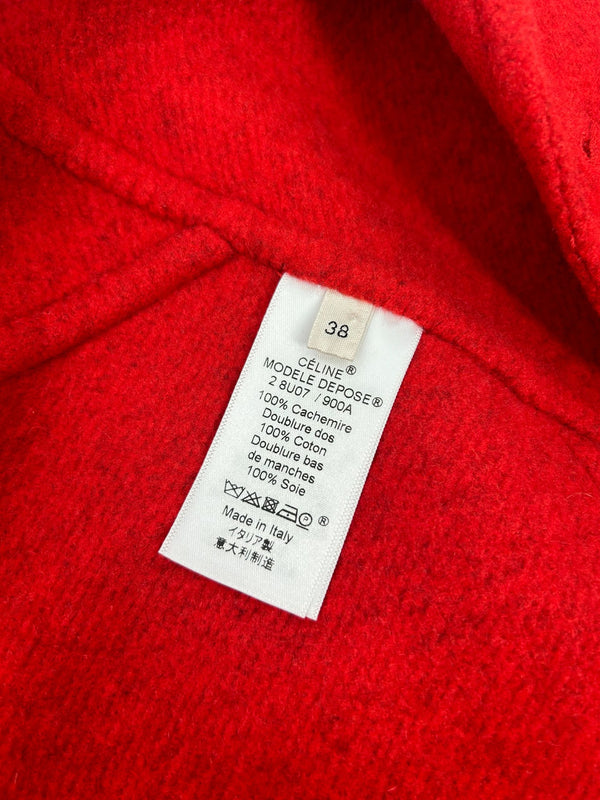 38
CÉLINE®
MODELE DEPOSE®
2 8U07 / 900A
100% Cachemire
Doublure dos
100% Coton
Doublure bas
de manches
100% Soie
P ®
Made in Italy
イタリア製
意大利制造